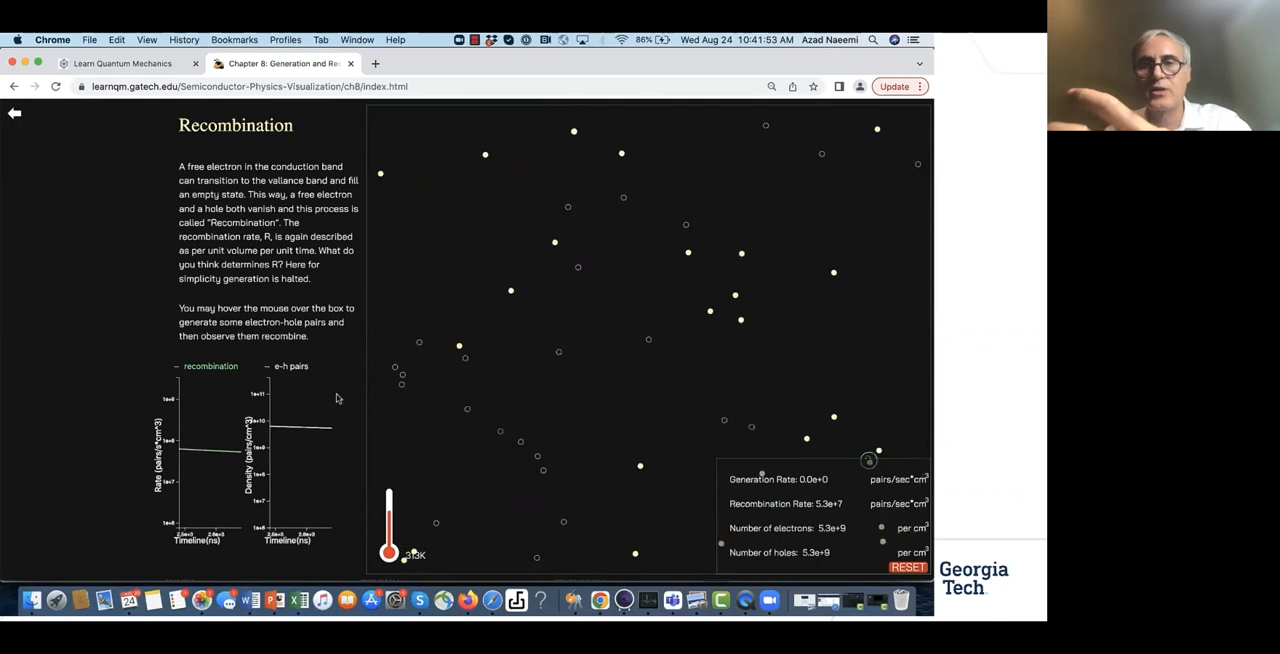 Chrome File Edit View History Bookmarks Profiles Tab Window Help 86% Wed Aug 24 10:41:53 AM Azad Naeemi
Learn Quantum Mechanics Chapter 8: Generation and Re
learnqm.gatech.edu/Semiconductor-Physics-Visualization/ch8/index.html Update
Recombination
A free electron in the conduction band
can transition to the vallance band and fill
an empty state. This way, a free electron
and a hole both vanish and this process is
called "Recombination". The
recombination rate, R, is again described
as per unit volume per unit time. What do
you think determines R? Here for
simplicity generation is halted.
You may hover the mouse over the box to
generate some electron-hole pairs and
then observe them recombine.
recombination e-h pairs
Rate (pairs/s*cm^3)
Density (pairs/cm^3)
1e+11
1e+10
1e+7
Timeline(ns) Timeline(ns)
313K
Generation Rate: 0.0e+0 pairs/sec*cm3
Recombination Rate: 5.3e+7 pairs/sec*cm3
Number of electrons: 5.3e+9 per cm3
Number of holes: 5.3e+9 per cm3
RESET
Georgia
Tech
24